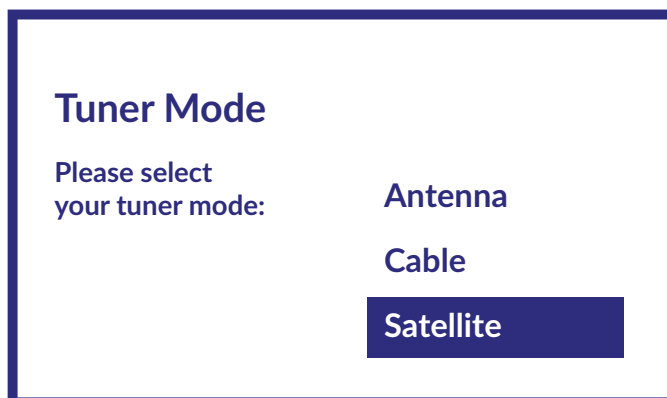 Tuner Mode
Please select
your tuner mode:
Antenna
Cable
Satellite